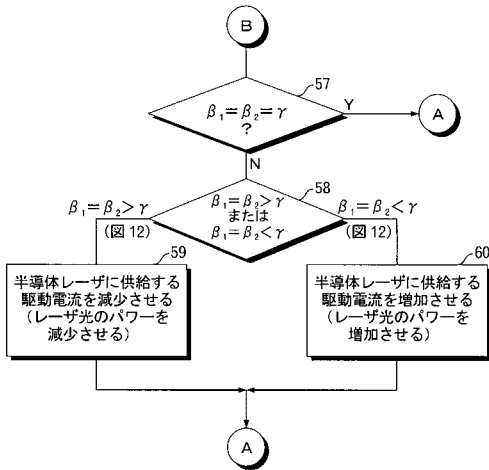 B
57
β₁=β₂=γ
?
Y
A
N
58
β₁=β₂>γ
(図12)
β₁=β₂>γ
または
β₁=β₂<γ
β₁=β₂<γ
(図12)
59
半導体レーザに供給する
駆動電流を減少させる
(レーザ光のパワーを
減少させる)
60
半導体レーザに供給する
駆動電流を増加させる
(レーザ光のパワーを
増加させる)
A